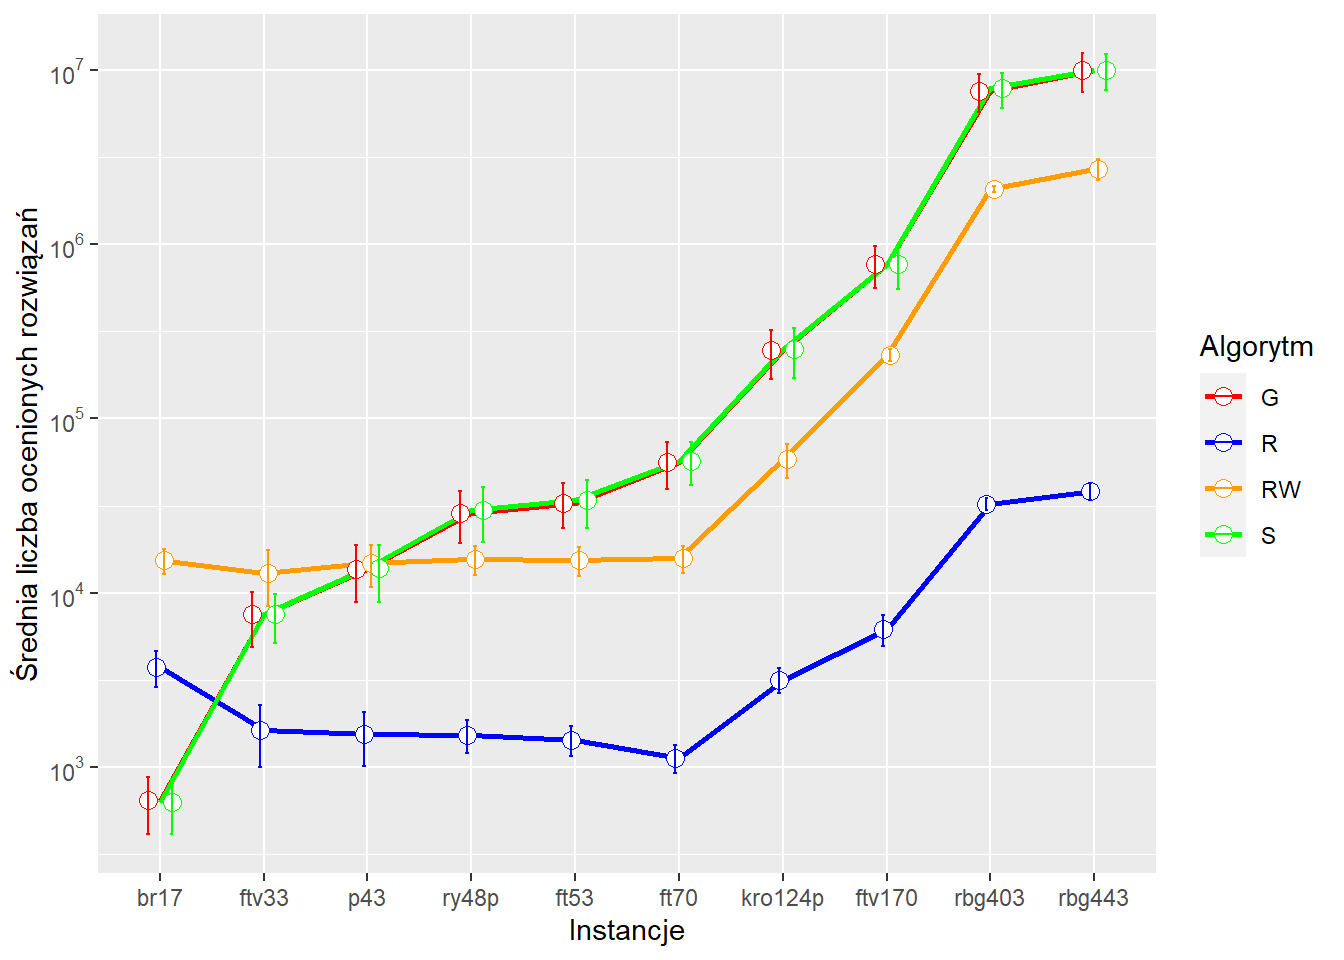 Średnia liczba ocenionych rozwiązań
10^7
10^6
10^5
10^4
10^3
br17 ftv33 p43 ry48p ft53 ft70 kro124p ftv170 rbg403 rbg443
Instancje
Algorytm
G
R
RW
S